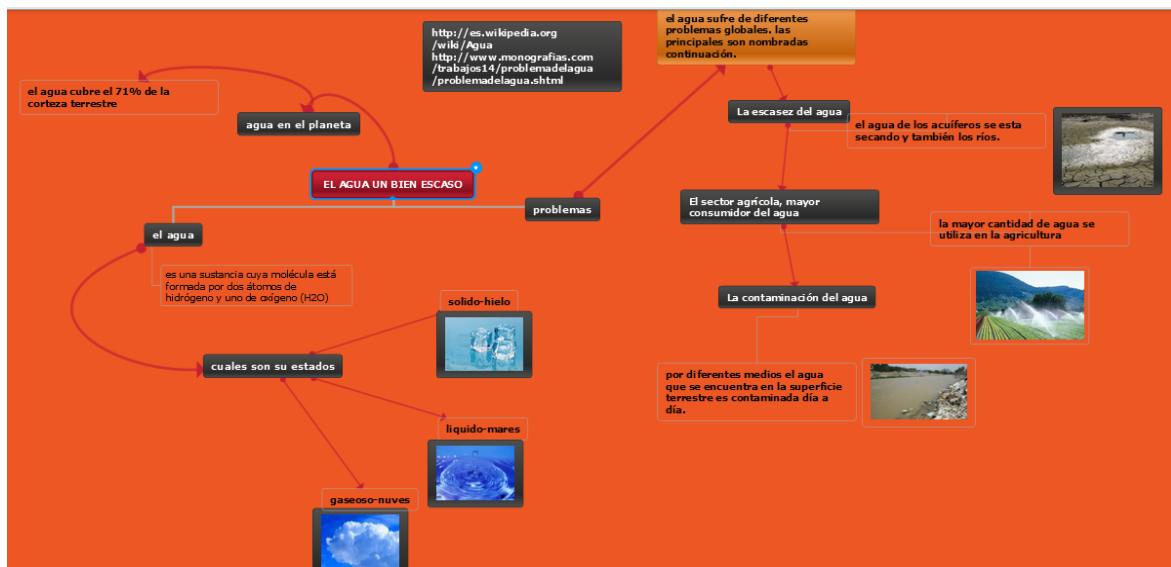 http://es.wikipedia.org
/wiki/Agua
http://www.monografias.com
/trabajos14/problemadelagua
/problemadelagua.shtml
el agua sufre de diferentes
problemas globales. las
principales son nombradas
continuación.
el agua cubre el 71% de la
corteza terrestre
agua en el planeta
EL AGUA UN BIEN ESCASO
problemas
el agua
es una sustancia cuya molécula está
formada por dos átomos de
hidrógeno y uno de oxígeno (H2O)
cuales son su estados
solido-hielo
liquido-mares
gaseoso-nuves
La escasez del agua
el agua de los acuíferos se esta
secando y también los ríos.
El sector agrícola, mayor
consumidor del agua
la mayor cantidad de agua se
utiliza en la agricultura
La contaminación del agua
por diferentes medios el agua
que se encuentra en la superficie
terrestre es contaminada día a
día.